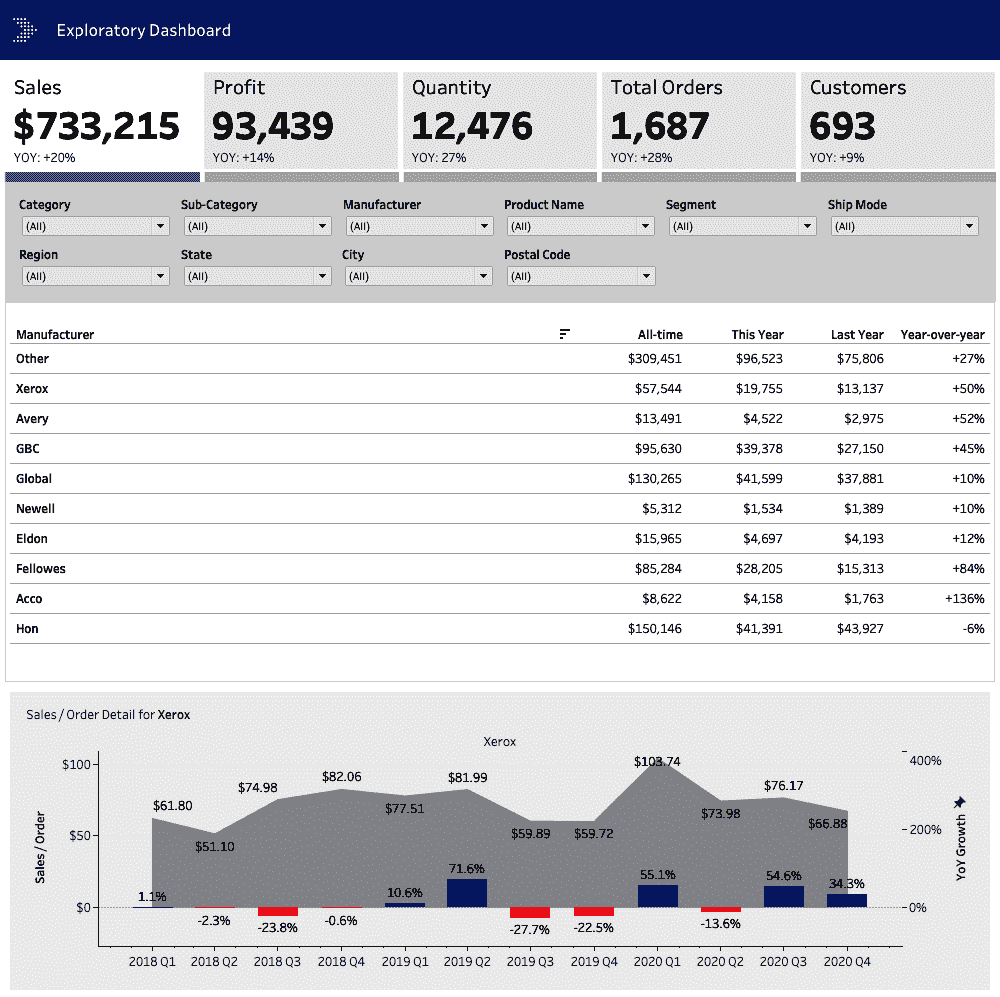 Exploratory Dashboard
Sales Profit Quantity Total Orders Customers
$733,215 93,439 12,476 1,687 693
YOY: +20% YOY: +14% YOY: 27% YOY: +28% YOY: +9%
Category Sub-Category Manufacturer Product Name Segment Ship Mode
(All) (All) (All) (All) (All) (All)
Region State City Postal Code
(All) (All) (All) (All)
Manufacturer All-time This Year Last Year Year-over-year
Other $309,451 $96,523 $75,806 +27%
Xerox $57,544 $19,755 $13,137 +50%
Avery $13,491 $4,522 $2,975 +52%
GBC $95,630 $39,378 $27,150 +45%
Global $130,265 $41,599 $37,881 +10%
Newell $5,312 $1,534 $1,389 +10%
Eldon $15,965 $4,697 $4,193 +12%
Fellowes $85,284 $28,205 $15,313 +84%
Acco $8,622 $4,158 $1,763 +136%
Hon $150,146 $41,391 $43,927 -6%
Sales / Order Detail for Xerox
Xerox
Sales / Order
$100
$50
$0
$61.80 $51.10 $74.98 $82.06 $77.51 $81.99 $59.89 $59.72 $103.74 $73.98 $76.17 $66.88
1.1% -2.3% -23.8% -0.6% 10.6% 71.6% -27.7% -22.5% 55.1% -13.6% 54.6% 34.3%
400%
200%
0%
YoY Growth
2018 Q1 2018 Q2 2018 Q3 2018 Q4 2019 Q1 2019 Q2 2019 Q3 2019 Q4 2020 Q1 2020 Q2 2020 Q3 2020 Q4